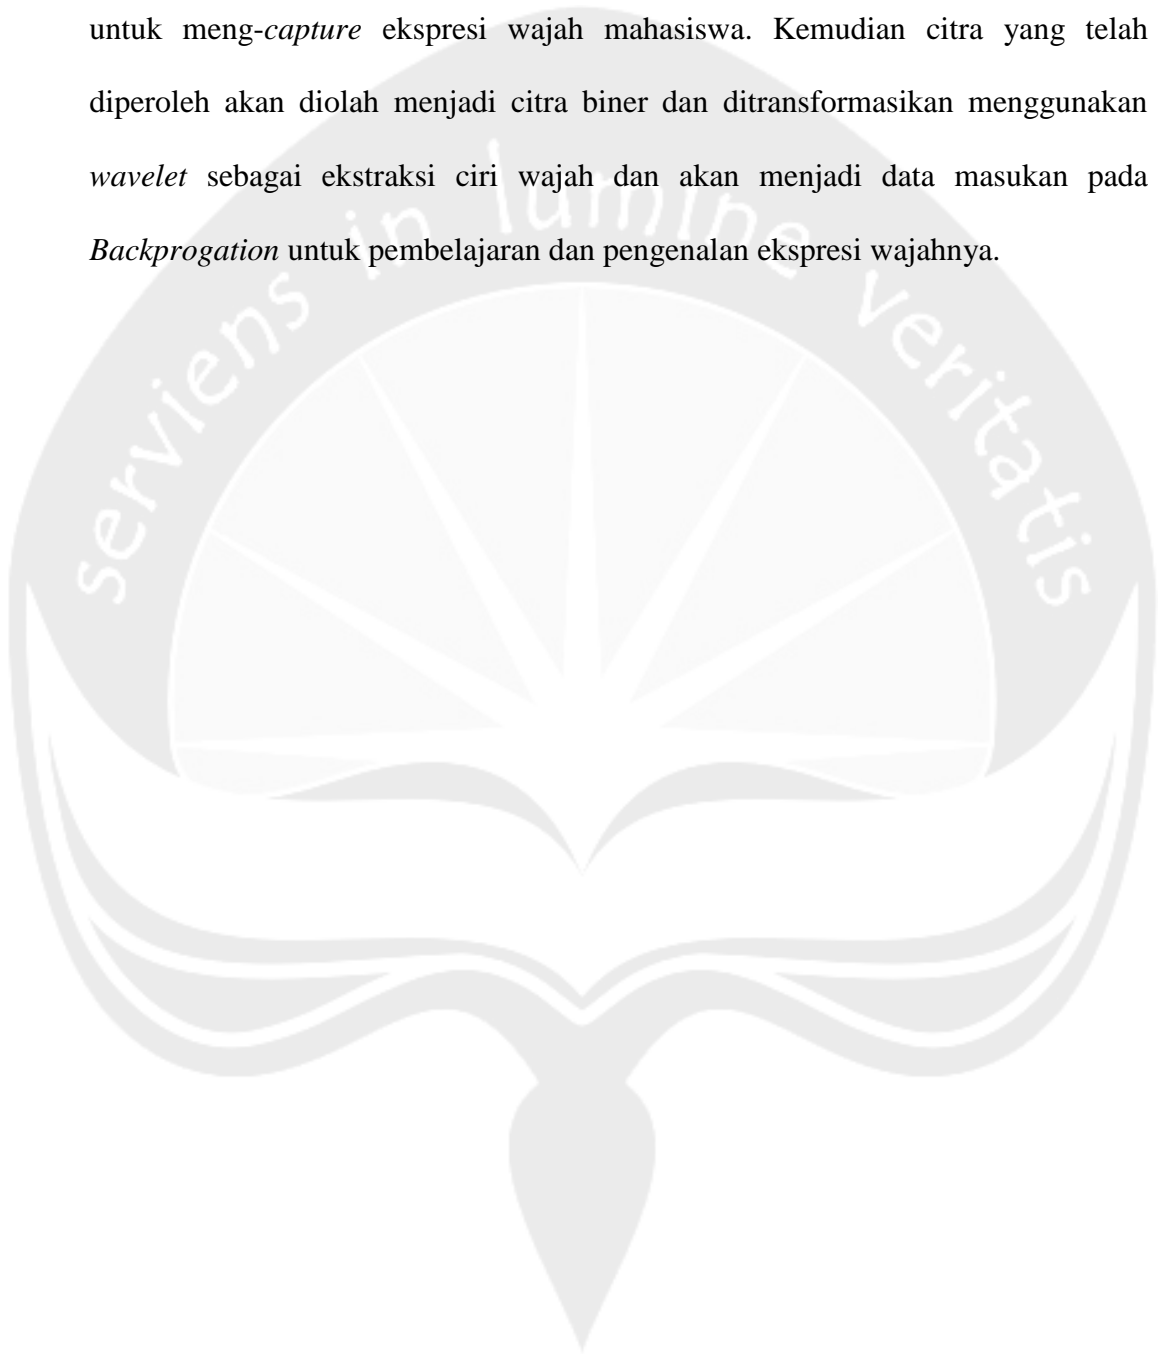 untuk meng-capture ekspresi wajah mahasiswa. Kemudian citra yang telah
diperoleh akan diolah menjadi citra biner dan ditransformasikan menggunakan
wavelet sebagai ekstraksi ciri wajah dan akan menjadi data masukan pada
Backprogation untuk pembelajaran dan pengenalan ekspresi wajahnya.
serviens in lumine veritatis